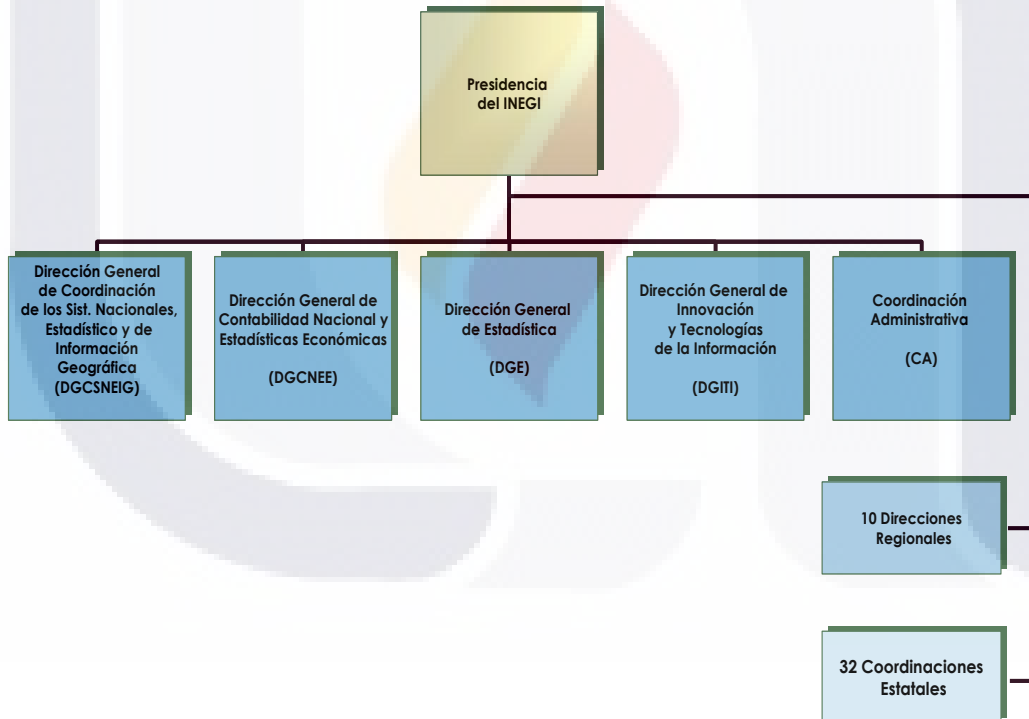 Presidencia
del INEGI
Dirección General
de Coordinación
de los Sist. Nacionales,
Estadístico y de
Información
Geográfica
(DGCSNEIG)
Dirección General de
Contabilidad Nacional y
Estadísticas Económicas
(DGCNEE)
Dirección General
de Estadística
(DGE)
Dirección General de
Innovación
y Tecnologías
de la Información
(DGITI)
Coordinación
Administrativa
(CA)
10 Direcciones
Regionales
32 Coordinaciones
Estatales